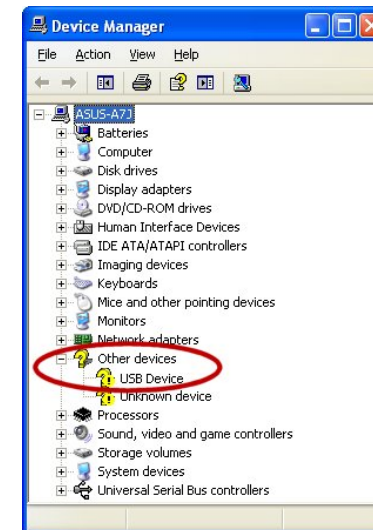 Device Manager
File Action View Help
ASUS-A7J
Batteries
Computer
Disk drives
Display adapters
DVD/CD-ROM drives
Human Interface Devices
IDE ATA/ATAPI controllers
Imaging devices
Keyboards
Mice and other pointing devices
Monitors
Network adapters
Other devices
USB Device
Unknown device
Processors
Sound, video and game controllers
Storage volumes
System devices
Universal Serial Bus controllers